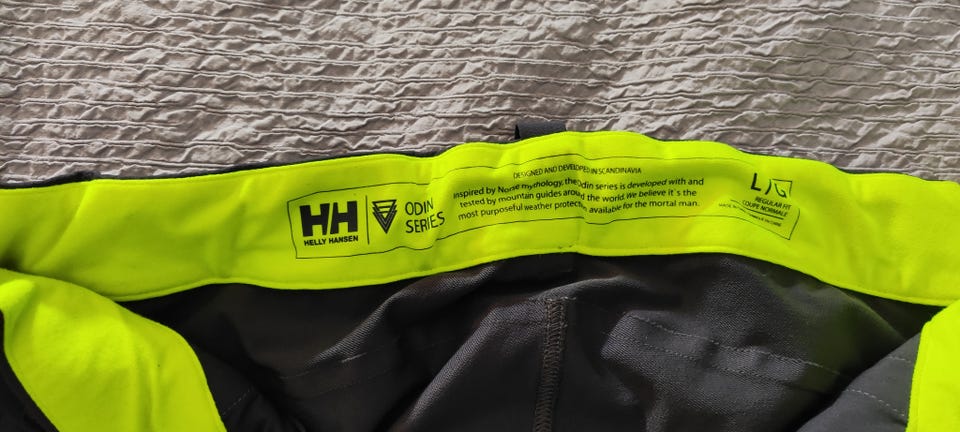 HH
HELLY HANSEN
ODIN
SERIES
DESIGNED AND DEVELOPED IN SCANDINAVIA
Inspired by Norse mythology, the Odin series is developed with and
tested by mountain guides around the world. We believe it´s the
most purposeful weather protection available for the mortal man.
L/G
REGULAR FIT
COUPE NORMALE
MADE IN